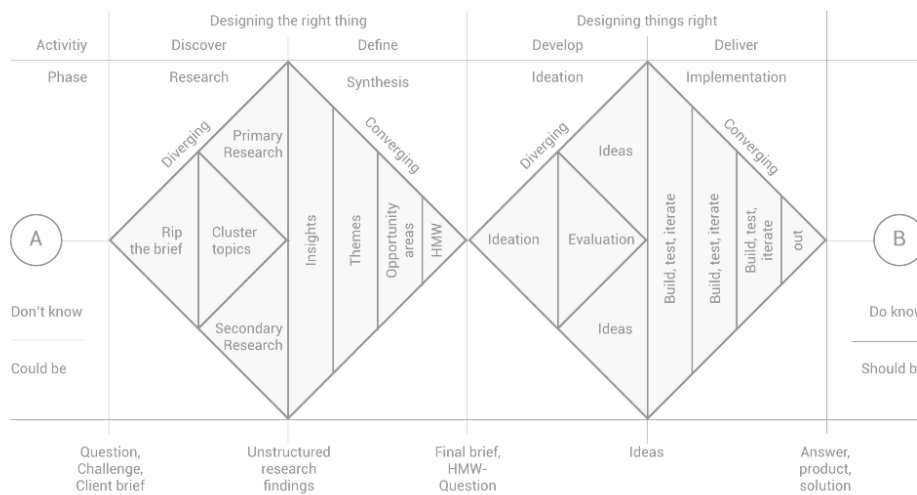 Designing the right thing
Designing things right
Activitiy
Discover
Define
Develop
Deliver
Phase
Research
Synthesis
Ideation
Implementation
Diverging
Converging
Diverging
Converging
Primary
Research
Rip
the brief
Cluster
topics
Secondary
Research
Insights
Themes
Opportunity
areas
HMW
Ideas
Ideation
Evaluation
Ideas
Build, test, iterate
Build, test, iterate
Build, test,
iterate
out
A
B
Don't know
Could be
Do know
Should b
Question,
Challenge,
Client brief
Unstructured
research
findings
Final brief,
HMW-
Question
Ideas
Answer,
product,
solution